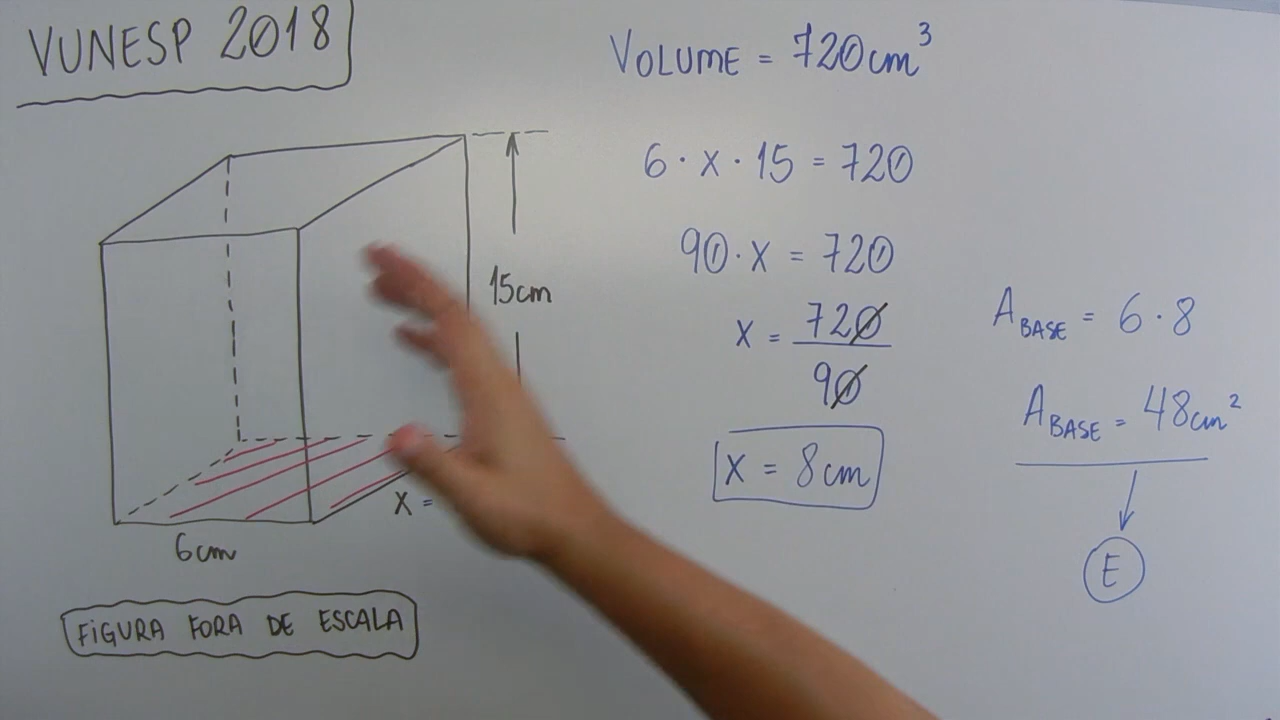 VUNESP 2018
VOLUME = 720cm³
6 · x · 15 = 720
90 · x = 720
x = 720
90
x = 8cm
A BASE = 6 · 8
A BASE = 48cm²
E
15cm
x =
6cm
FIGURA FORA DE ESCALA